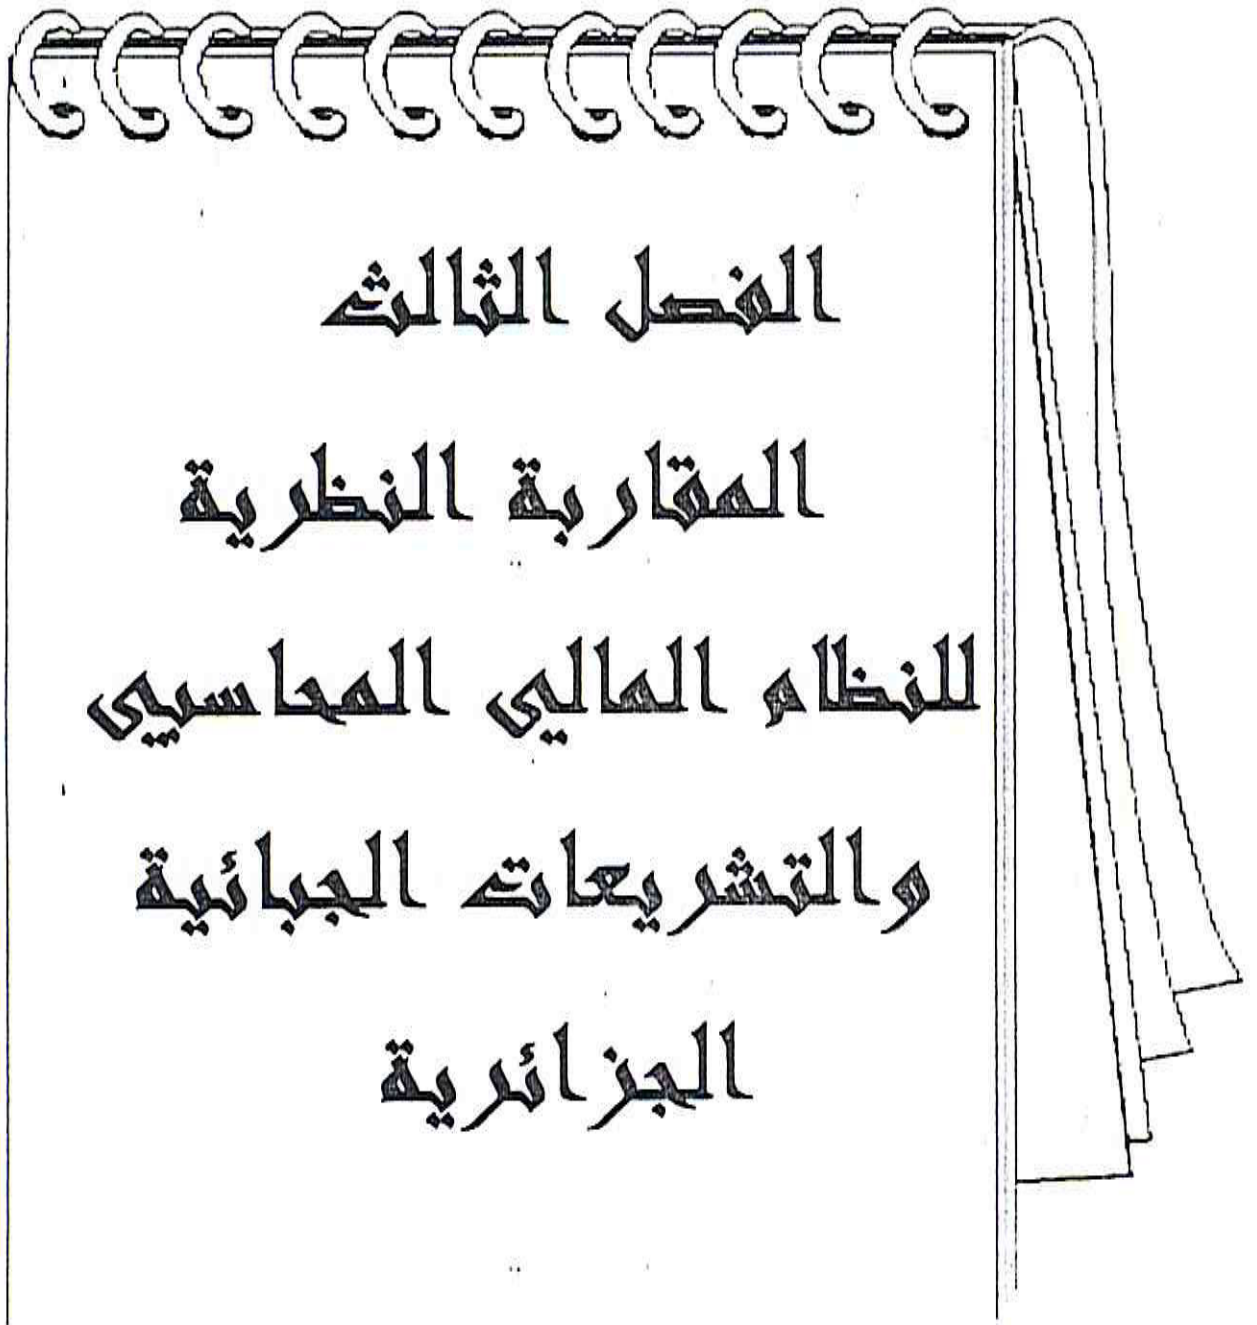 الفصل الثالث
المقاربة النظرية
للنظام المالي المحاسبي
والتشريعات الجبائية
الجزائرية